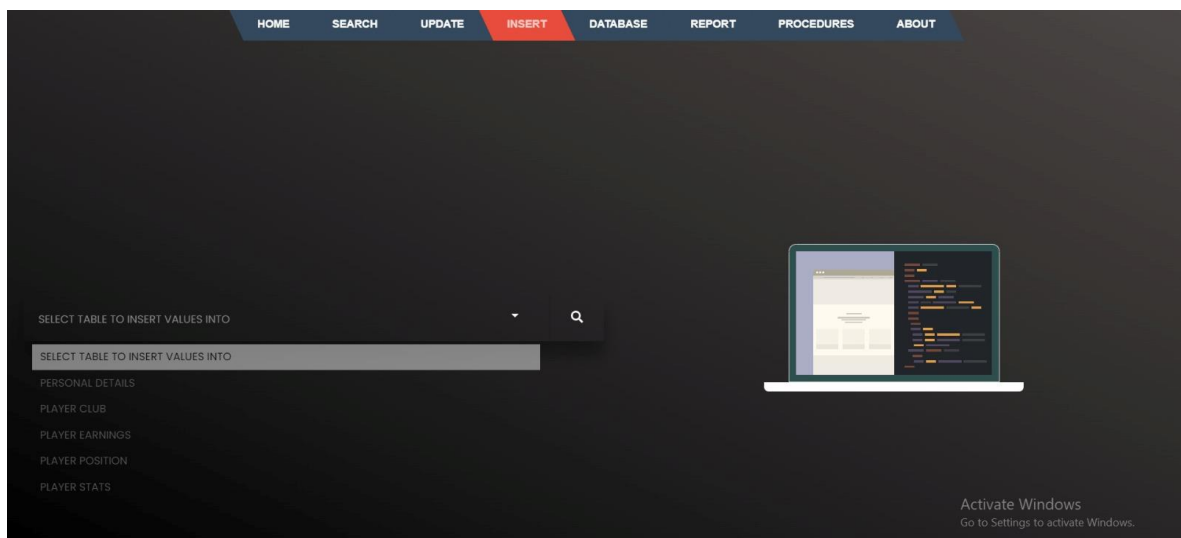 HOME SEARCH UPDATE INSERT DATABASE REPORT PROCEDURES ABOUT
SELECT TABLE TO INSERT VALUES INTO
SELECT TABLE TO INSERT VALUES INTO
PERSONAL DETAILS
PLAYER CLUB
PLAYER EARNINGS
PLAYER POSITION
PLAYER STATS
Activate Windows
Go to Settings to activate Windows.